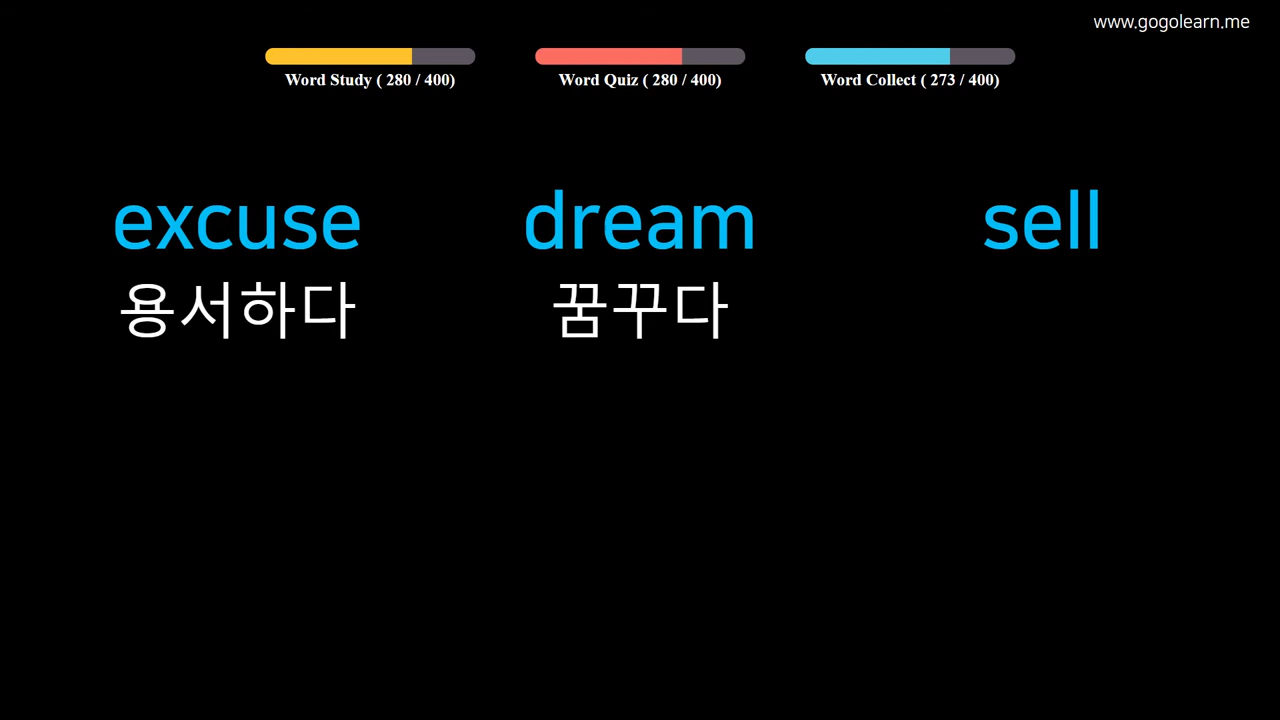 www.gogolearn.me
Word Study ( 280 / 400)
Word Quiz ( 280 / 400)
Word Collect ( 273 / 400)
excuse
용서하다
dream
꿈꾸다
sell